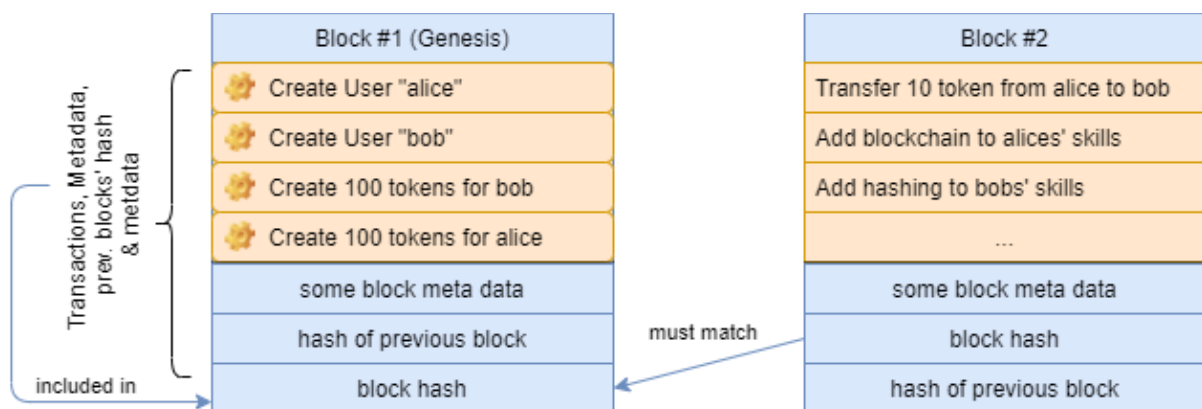 Block #1 (Genesis)
Create User "alice"
Create User "bob"
Create 100 tokens for bob
Create 100 tokens for alice
some block meta data
hash of previous block
block hash
Transactions, Metadata,
prev. blocks' hash
& metdata
included in
must match
Block #2
Transfer 10 token from alice to bob
Add blockchain to alices' skills
Add hashing to bobs' skills
...
some block meta data
block hash
hash of previous block